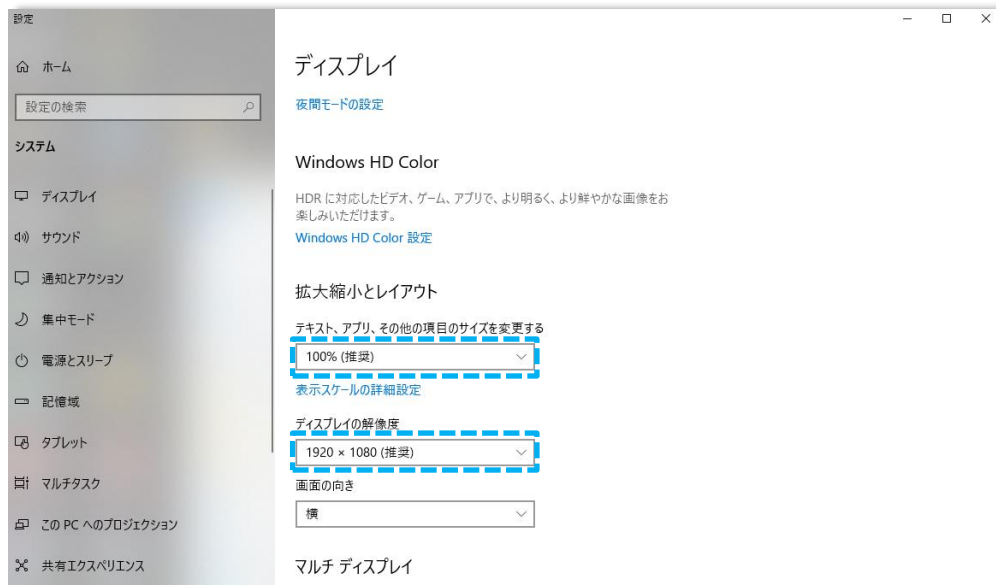 設定
ホーム
設定の検索
システム
ディスプレイ
サウンド
通知とアクション
集中モード
電源とスリープ
記憶域
タブレット
マルチタスク
この PC へのプロジェクション
共有エクスペリエンス
ディスプレイ
夜間モードの設定
Windows HD Color
HDR に対応したビデオ、ゲーム、アプリで、より明るく、より鮮やかな画像をお
楽しみいただけます。
Windows HD Color 設定
拡大縮小とレイアウト
テキスト、アプリ、その他の項目のサイズを変更する
100% (推奨)
表示スケールの詳細設定
ディスプレイの解像度
1920 × 1080 (推奨)
画面の向き
横
マルチ ディスプレイ